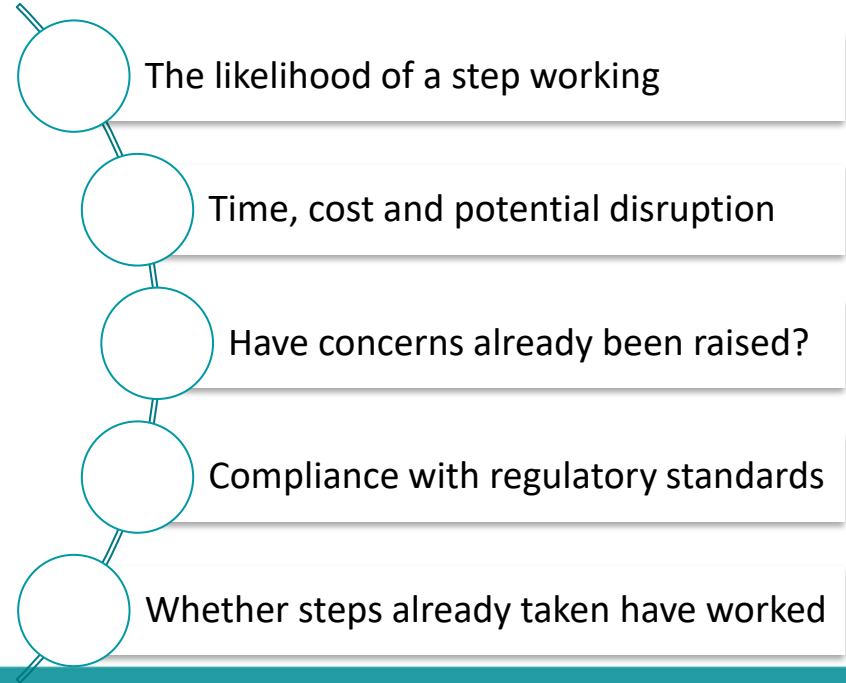 The likelihood of a step working
Time, cost and potential disruption
Have concerns already been raised?
Compliance with regulatory standards
Whether steps already taken have worked